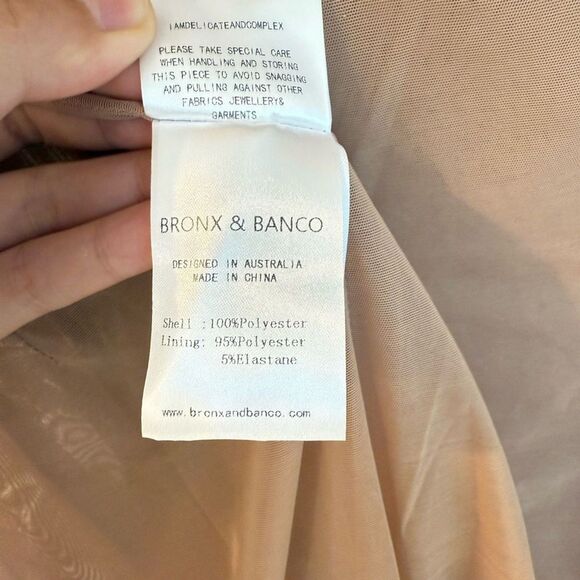 IAMDELICATEANDCOMPLEX
PLEASE TAKE SPECIAL CARE
WHEN HANDLING AND STORING
THIS PIECE TO AVOID SNAGGING
AND PULLING AGAINST OTHER
FABRICS JEWELLERY&
GARMENTS
BRONX & BANCO
DESIGNED IN AUSTRALIA
MADE IN CHINA
Shell :100%Polyester
Lining: 95%Polyester
5%Elastane
www.bronxandbanco.com